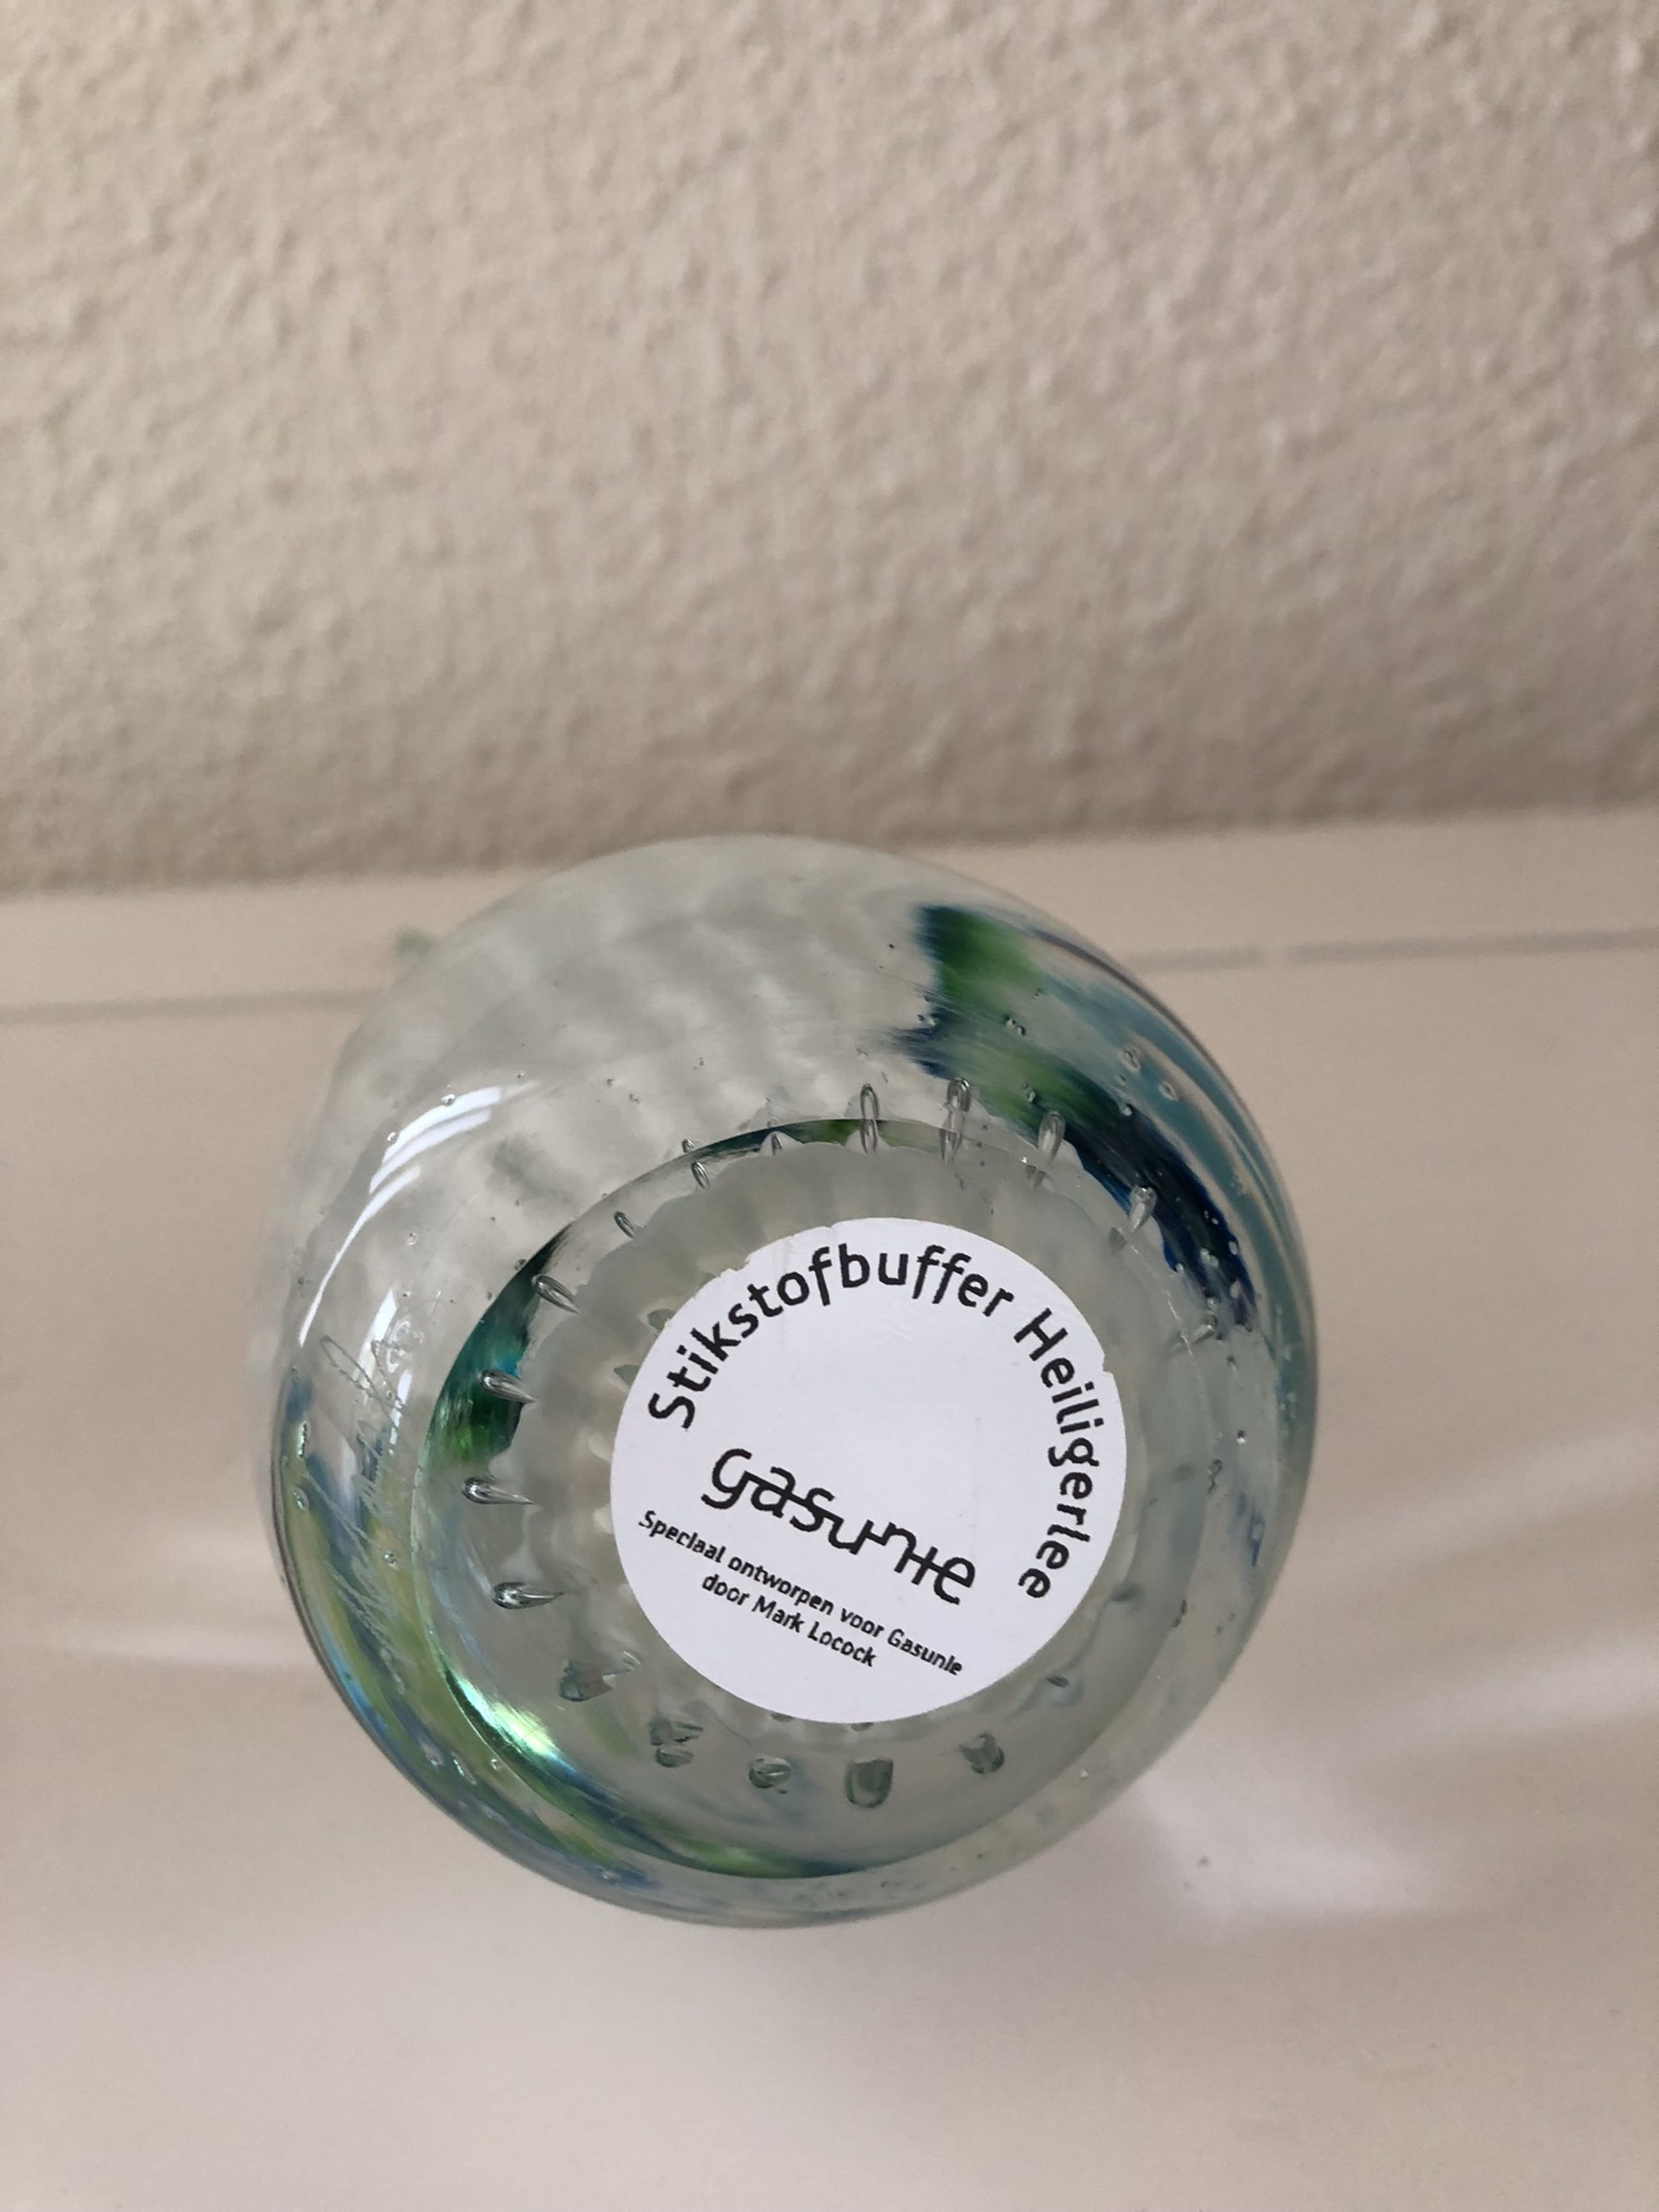 Stikstofbuffer Heiligerlee
gasunie
Speciaal ontworpen voor Gasunie
door Mark Locock